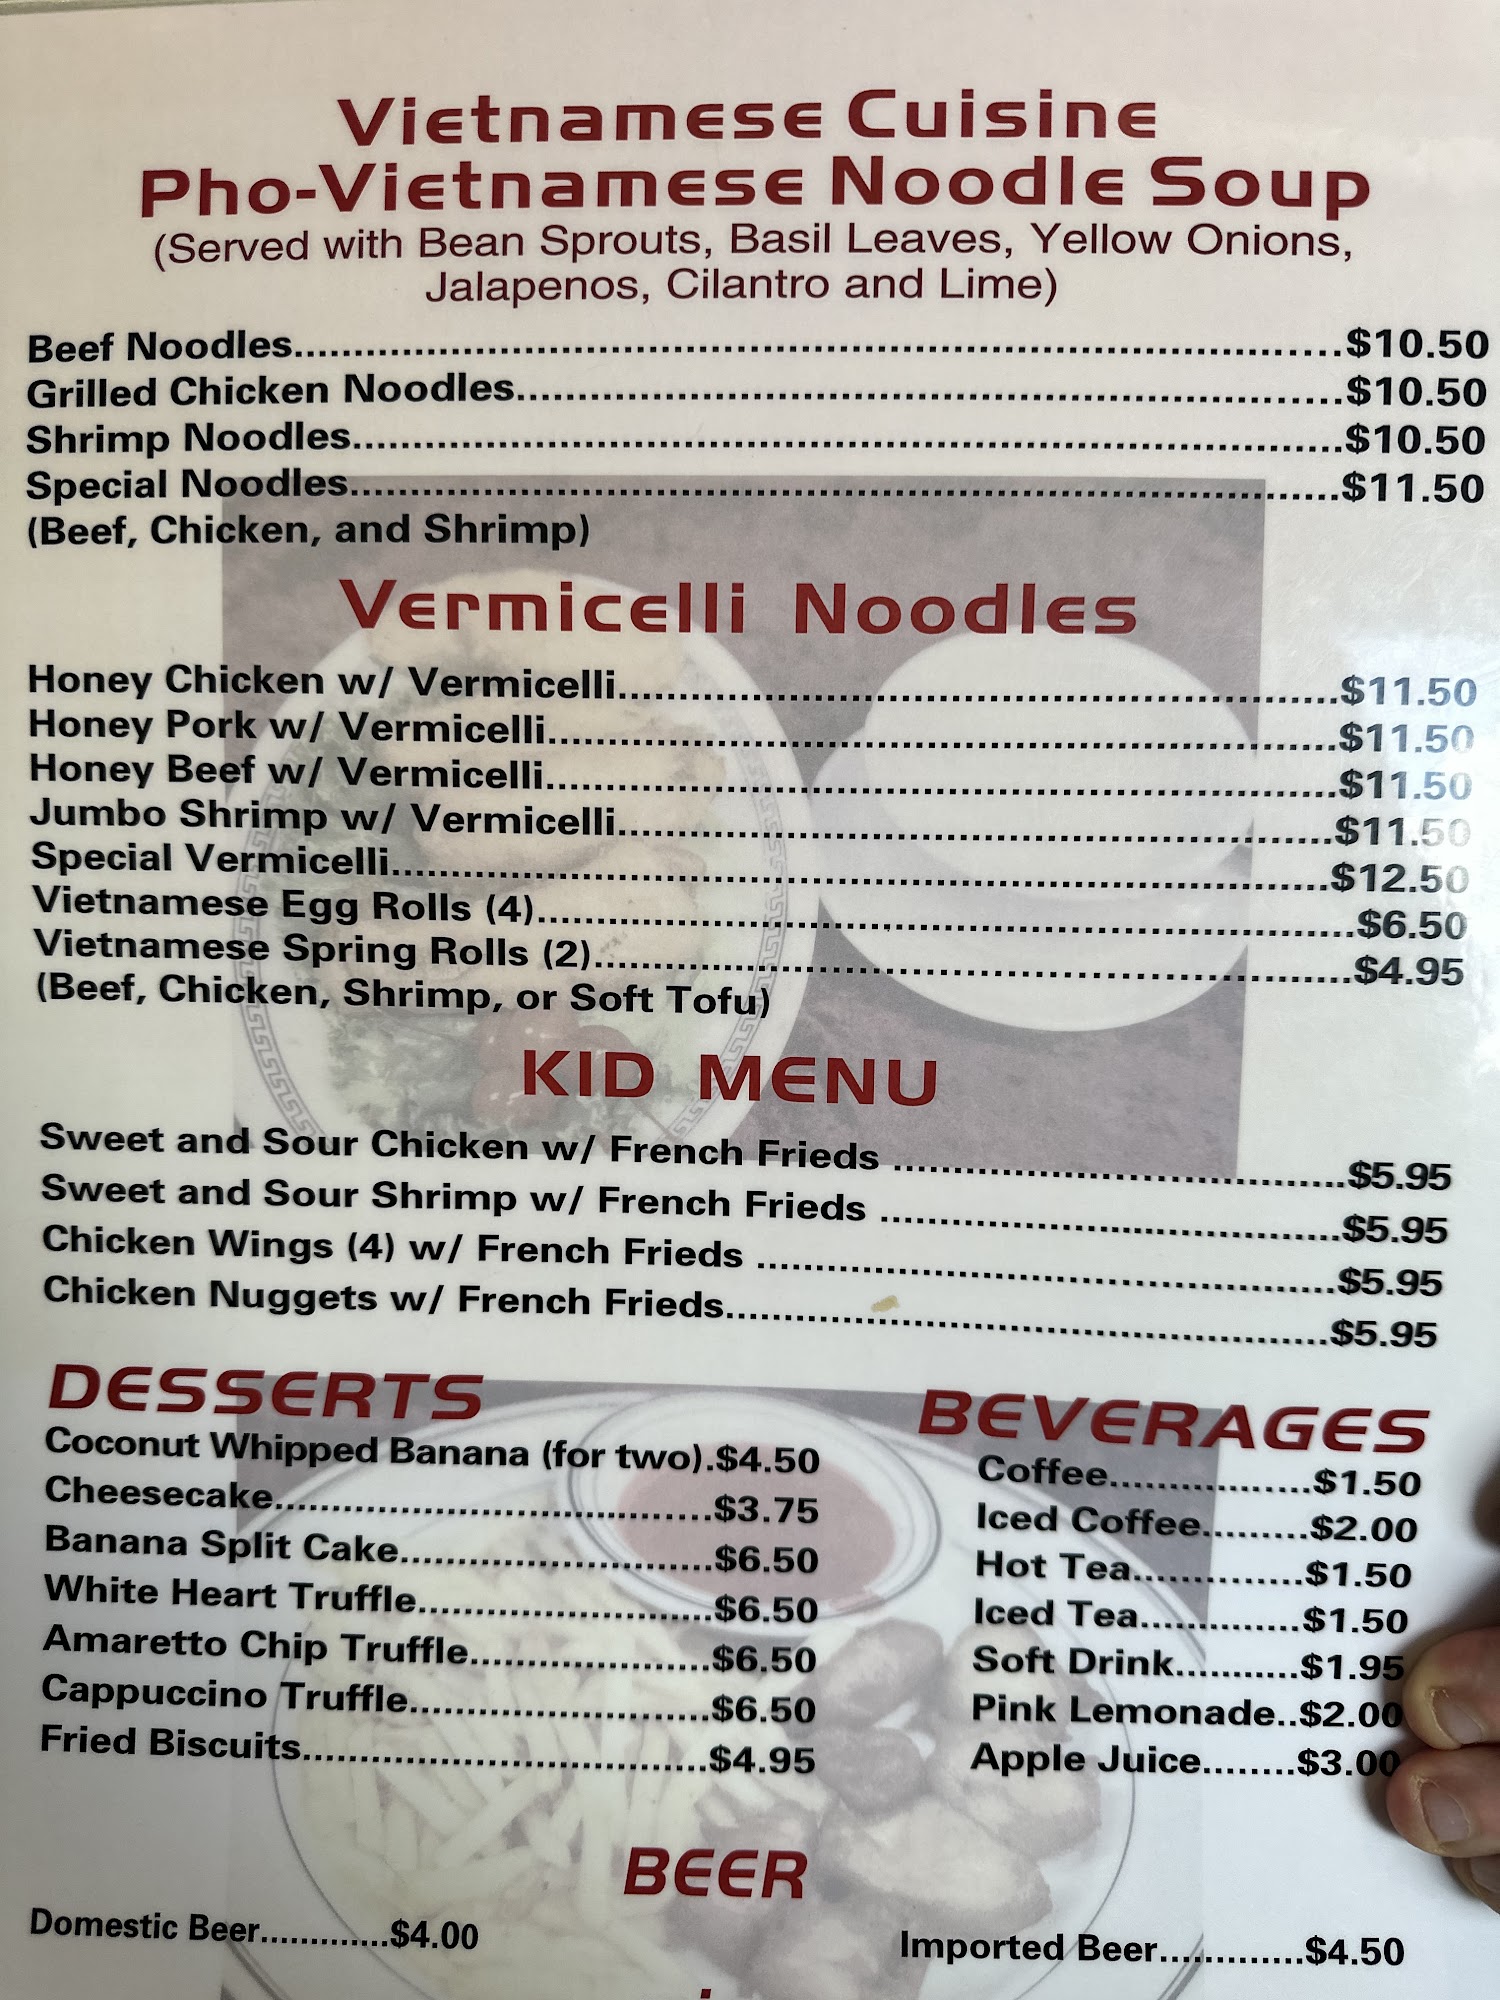 Vietnamese Cuisine
Pho-Vietnamese Noodle Soup
(Served with Bean Sprouts, Basil Leaves, Yellow Onions,
Jalapenos, Cilantro and Lime)
Beef Noodles $10.50
Grilled Chicken Noodles $10.50
Shrimp Noodles $10.50
Special Noodles $11.50
(Beef, Chicken, and Shrimp)
Vermicelli Noodles
Honey Chicken w/ Vermicelli $11.50
Honey Pork w/ Vermicelli $11.50
Honey Beef w/ Vermicelli $11.50
Jumbo Shrimp w/ Vermicelli $11.50
Special Vermicelli $12.50
Vietnamese Egg Rolls (4) $6.50
Vietnamese Spring Rolls (2) $4.95
(Beef, Chicken, Shrimp, or Soft Tofu)
KID MENU
Sweet and Sour Chicken w/ French Frieds $5.95
Sweet and Sour Shrimp w/ French Frieds $5.95
Chicken Wings (4) w/ French Frieds $5.95
Chicken Nuggets w/ French Frieds $5.95
DESSERTS
Coconut Whipped Banana (for two) $4.50
Cheesecake $3.75
Banana Split Cake $6.50
White Heart Truffle $6.50
Amaretto Chip Truffle $6.50
Cappuccino Truffle $6.50
Fried Biscuits $4.95
BEVERAGES
Coffee $1.50
Iced Coffee $2.00
Hot Tea $1.50
Iced Tea $1.50
Soft Drink $1.95
Pink Lemonade $2.00
Apple Juice $3.00
BEER
Domestic Beer $4.00
Imported Beer $4.50